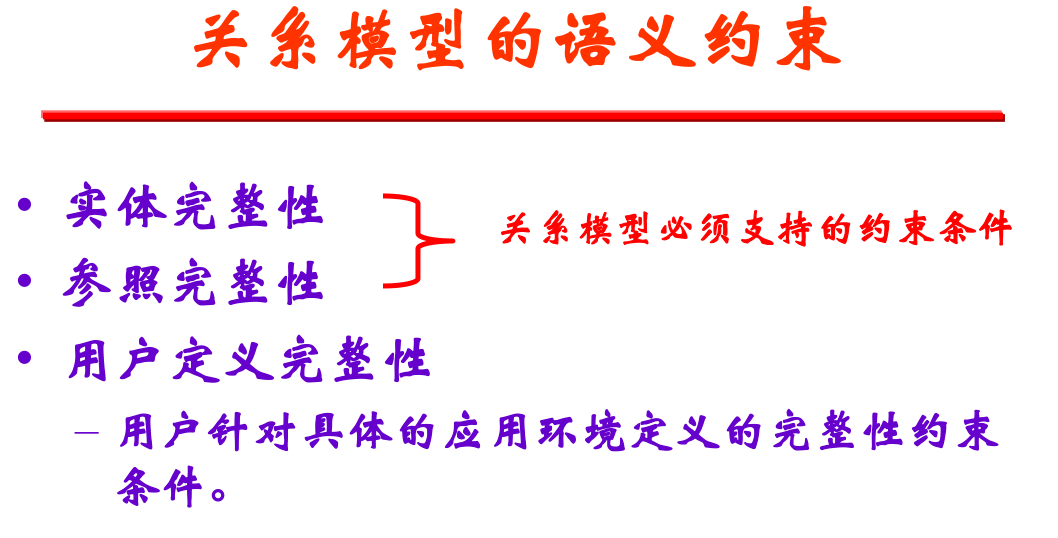 关系模型的语义约束
• 实体完整性
关系模型必须支持的约束条件
• 参照完整性
• 用户定义完整性
– 用户针对具体的应用环境定义的完整性约束
条件。